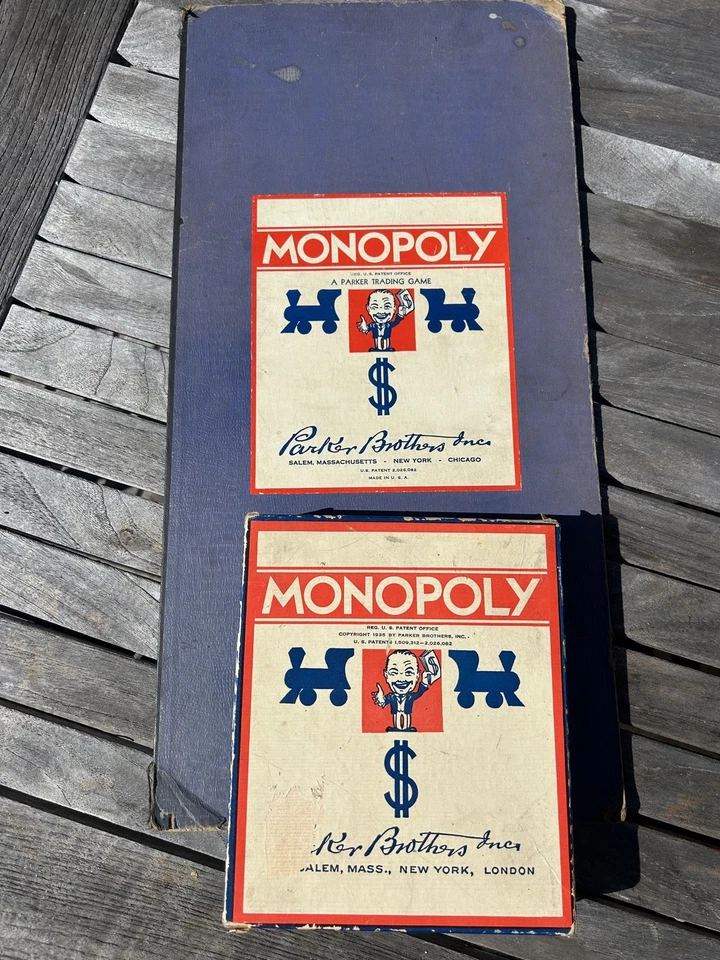 MONOPOLY
REG. U. S. PATENT OFFICE
A PARKER TRADING GAME
$
$
Parker Brothers Inc.
SALEM, MASSACHUSETTS - NEW YORK - CHICAGO
U.S. PATENT 2,026,082
MADE IN U. S. A.
MONOPOLY
REG. U. S. PATENT OFFICE
COPYRIGHT 1935 BY PARKER BROTHERS, INC.
U. S. PATENTS 1,509,312-2,026,082
$
$
ker Brothers Inc.
ALEM, MASS., NEW YORK, LONDON